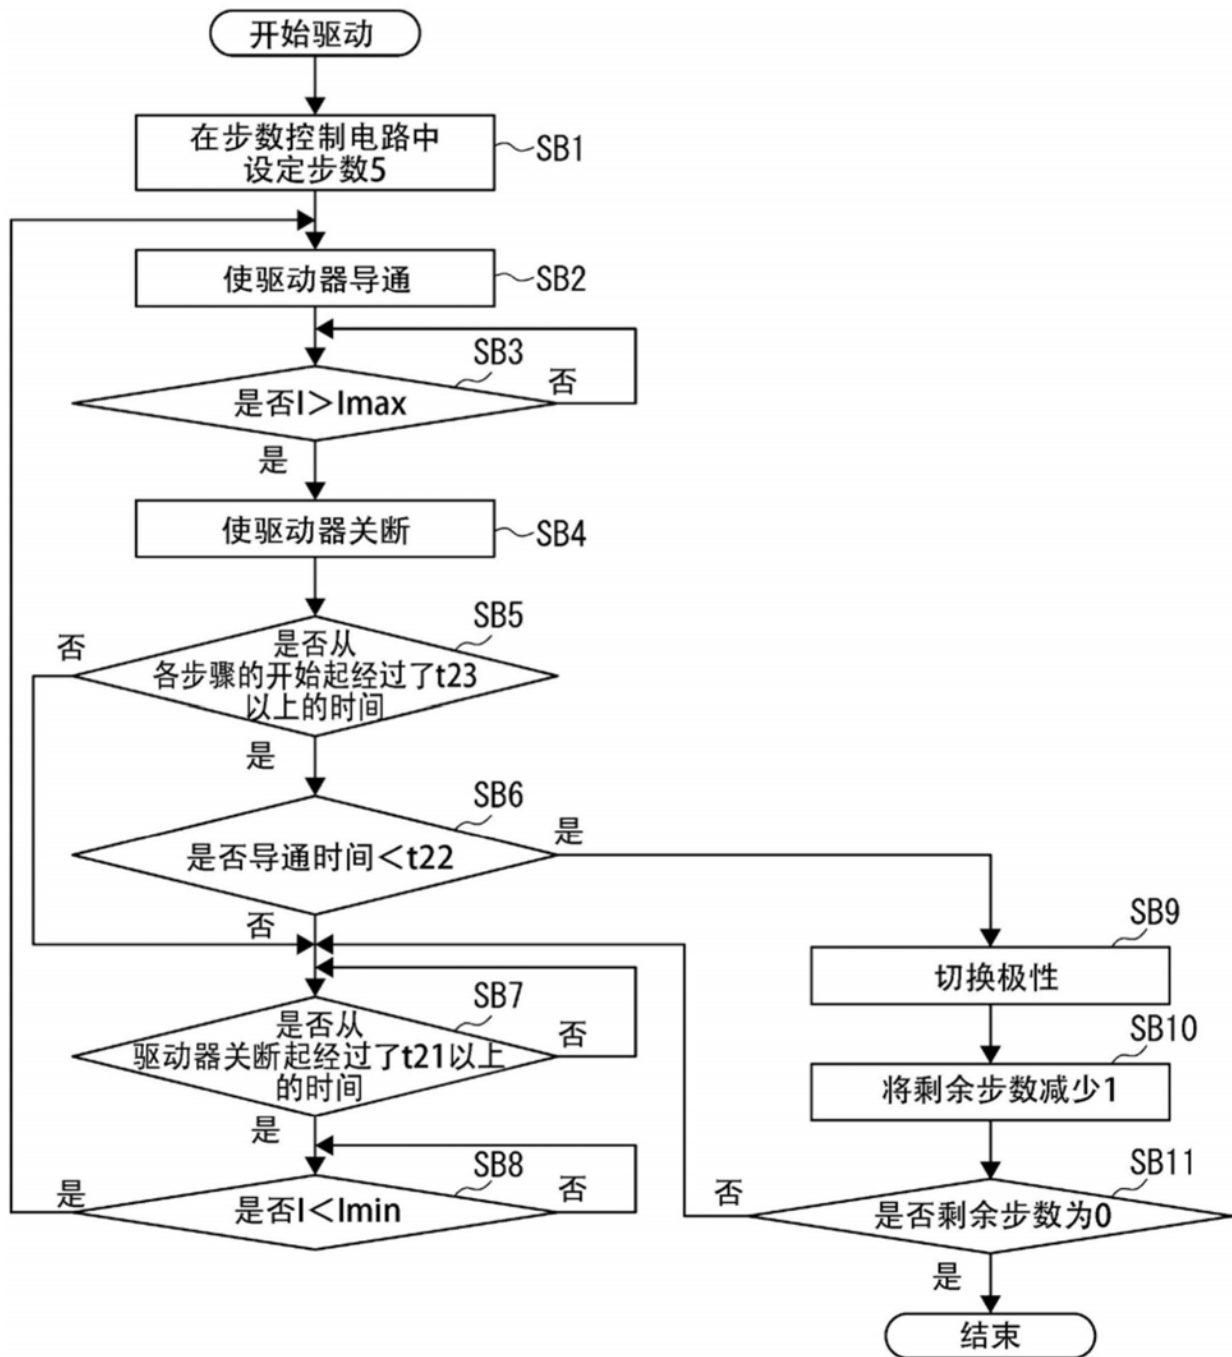 开始驱动
在步数控制电路中
设定步数5
SB1
使驱动器导通
SB2
SB3
是否I＞Imax
否
是
使驱动器关断
SB4
SB5
否
是否从
各步骤的开始起经过了t23
以上的时间
是
SB6
是否导通时间＜t22
是
否
SB9
切换极性
SB7
是否从
驱动器关断起经过了t21以上
的时间
否
是
SB10
将剩余步数减少1
SB8
是否I＜Imin
是
否
SB11
是否剩余步数为0
否
是
结束